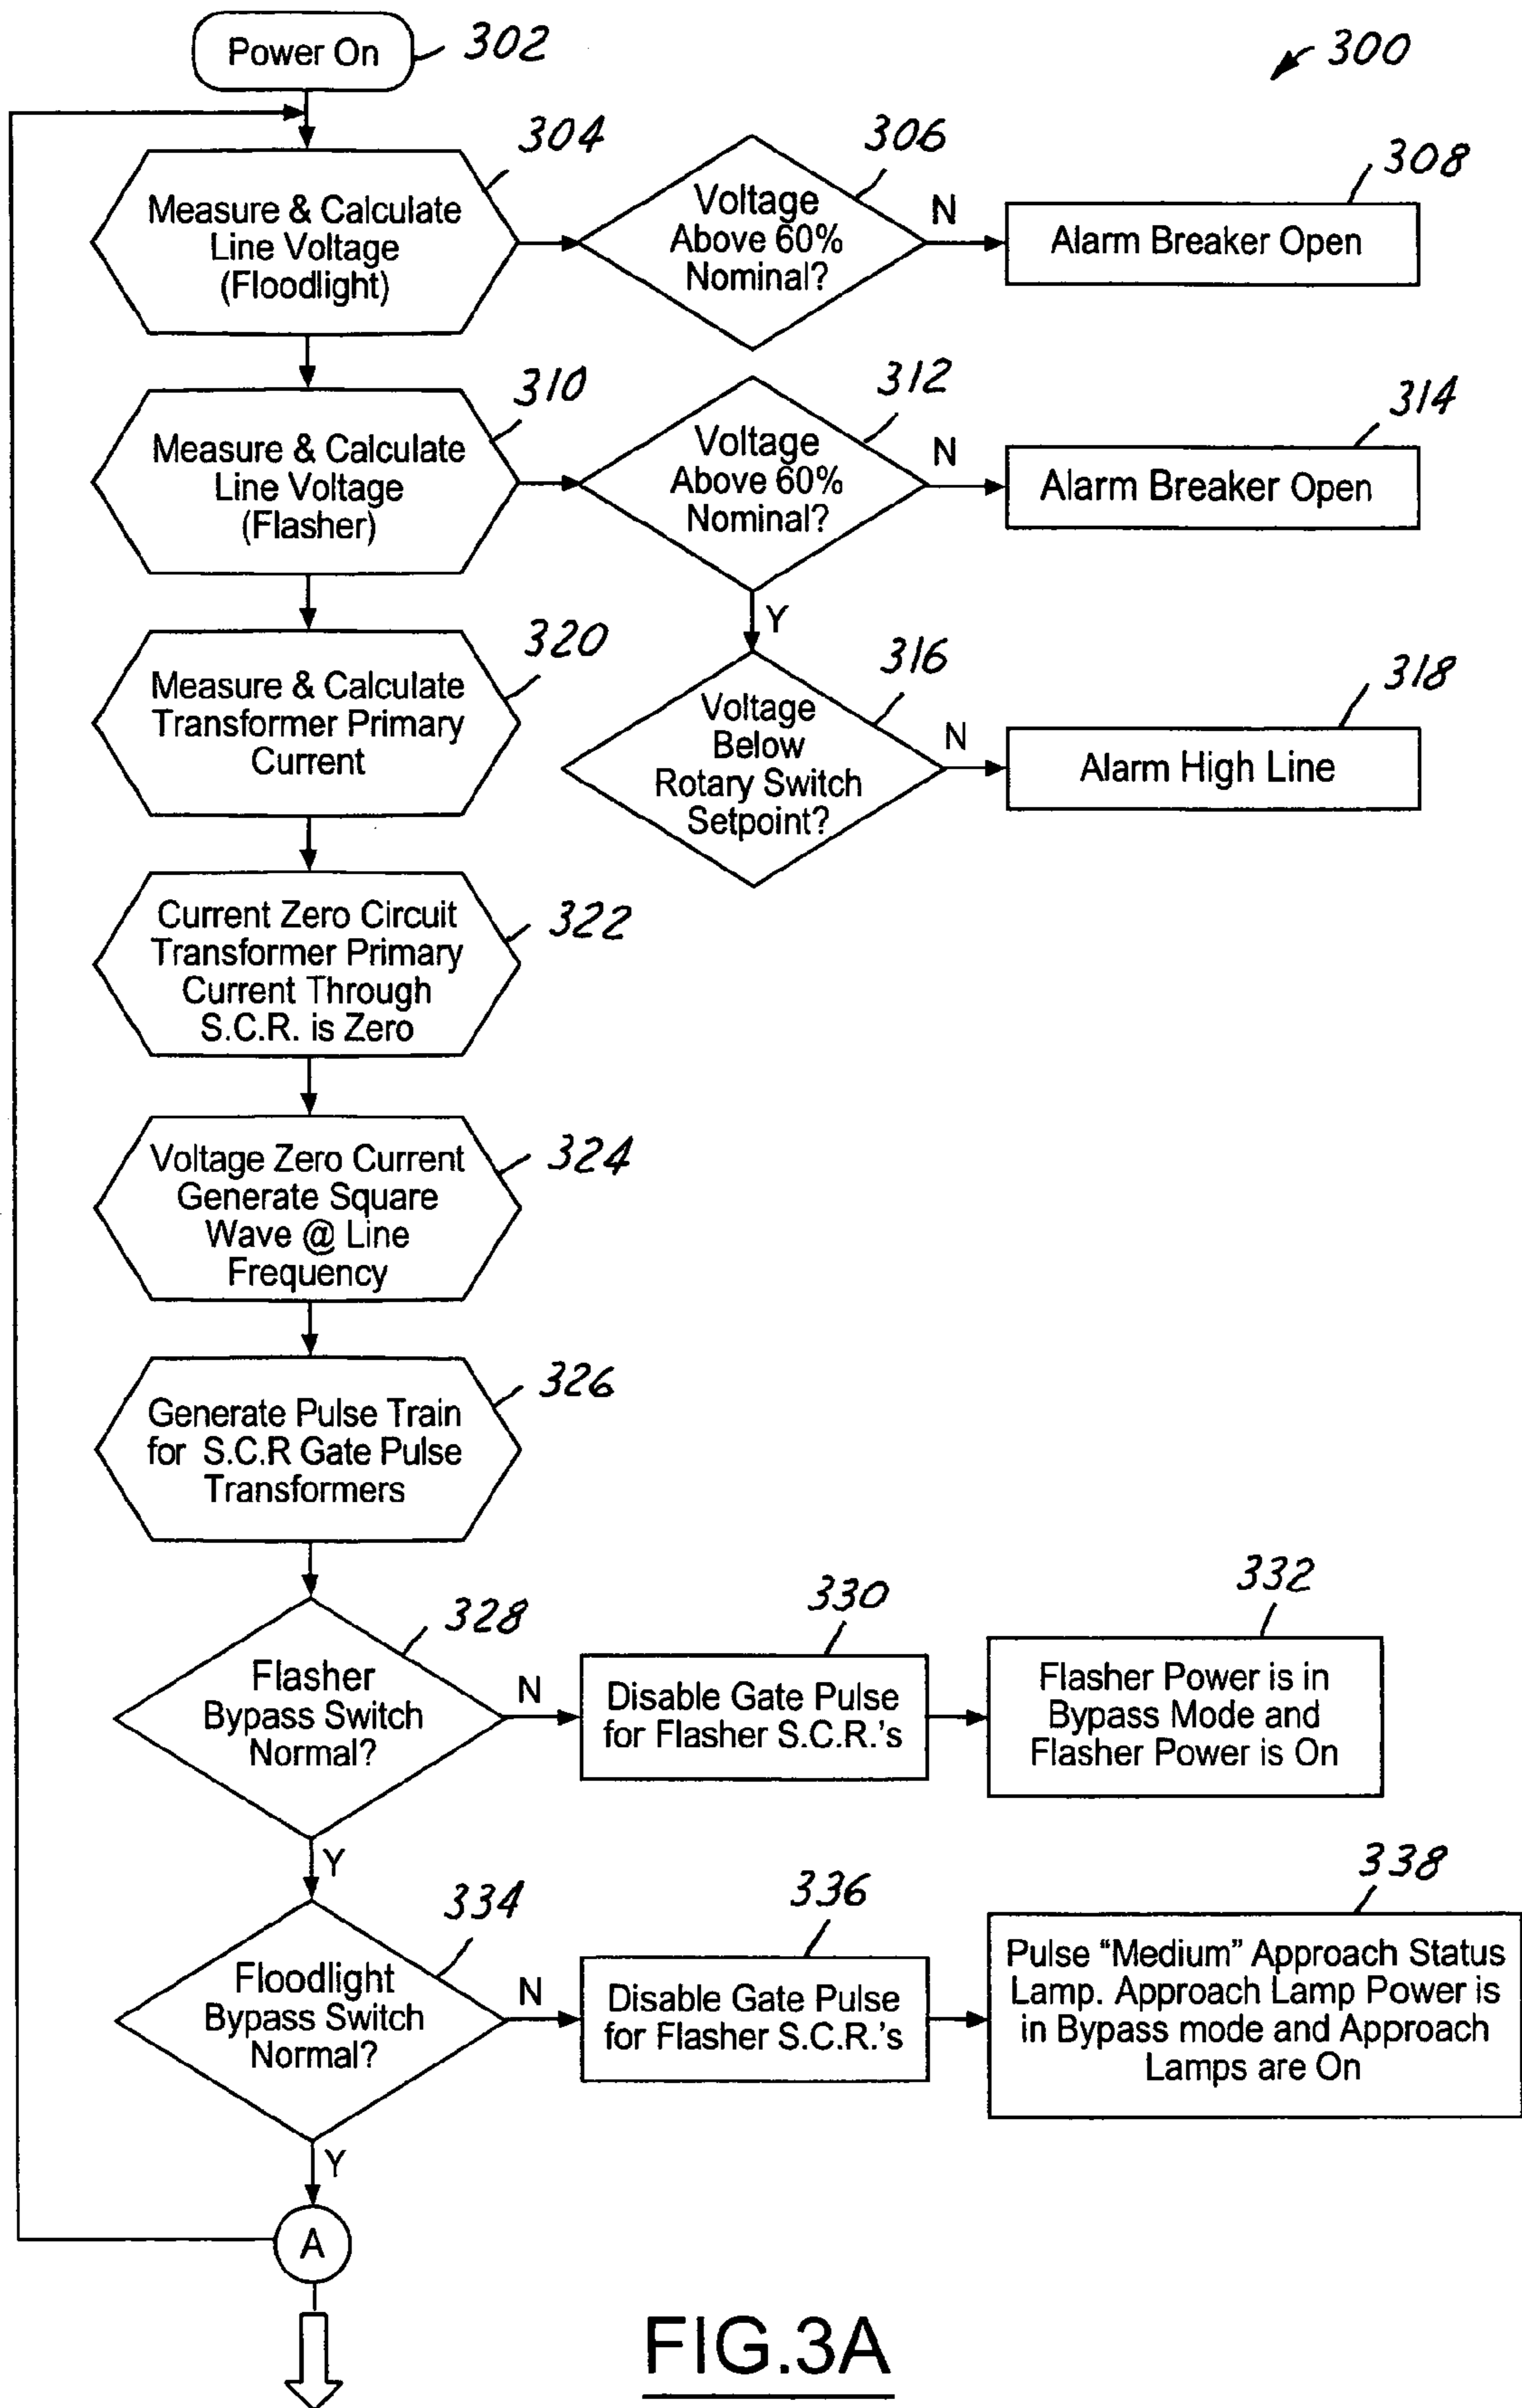 Power On
302
300
304
306
308
Measure & Calculate
Line Voltage
(Floodlight)
Voltage
Above 60%
Nominal?
N
Alarm Breaker Open
310
312
314
Measure & Calculate
Line Voltage
(Flasher)
Voltage
Above 60%
Nominal?
N
Alarm Breaker Open
Y
320
316
318
Measure & Calculate
Transformer Primary
Current
Voltage
Below
Rotary Switch
Setpoint?
N
Alarm High Line
322
Current Zero Circuit
Transformer Primary
Current Through
S.C.R. is Zero
324
Voltage Zero Current
Generate Square
Wave @ Line
Frequency
326
Generate Pulse Train
for S.C.R Gate Pulse
Transformers
328
330
332
Flasher
Bypass Switch
Normal?
N
Disable Gate Pulse
for Flasher S.C.R.'s
Flasher Power is in
Bypass Mode and
Flasher Power is On
Y
334
336
338
Floodlight
Bypass Switch
Normal?
N
Disable Gate Pulse
for Flasher S.C.R.'s
Pulse “Medium” Approach Status
Lamp. Approach Lamp Power is
in Bypass mode and Approach
Lamps are On
Y
A
FIG.3A